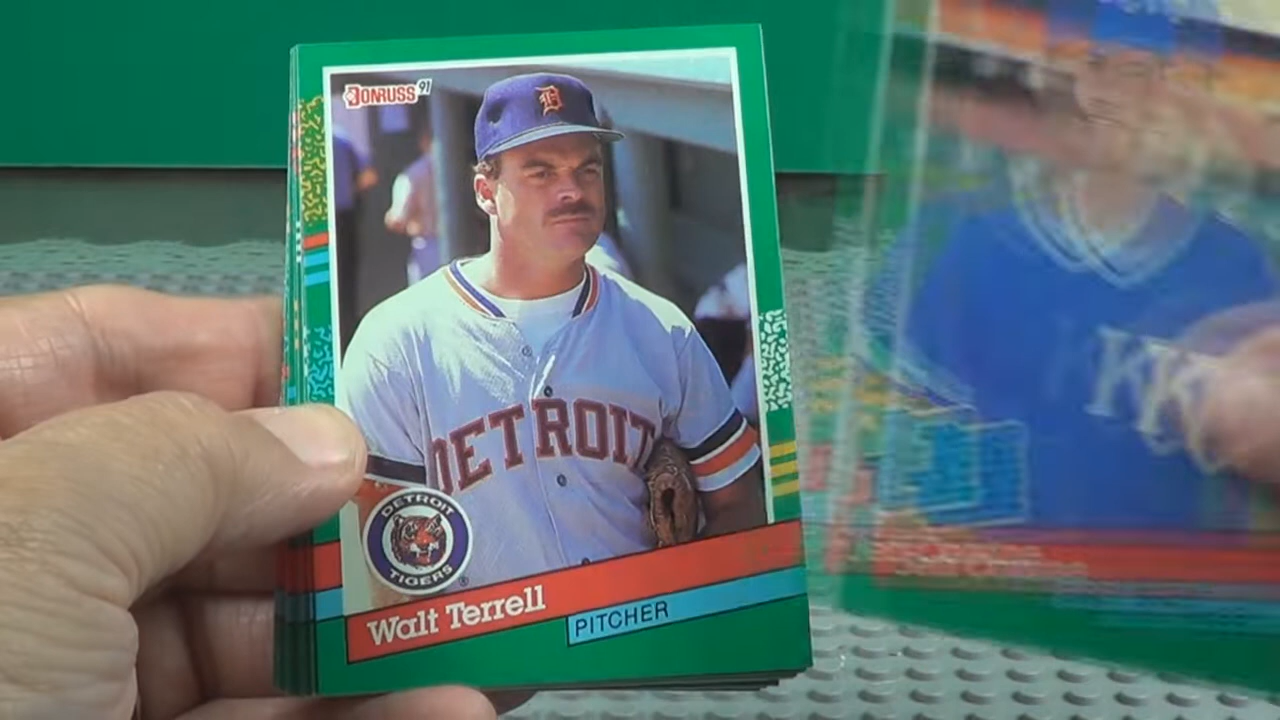 DONRUSS 91
D
DETROIT
DETROIT
TIGERS
Walt Terrell
PITCHER